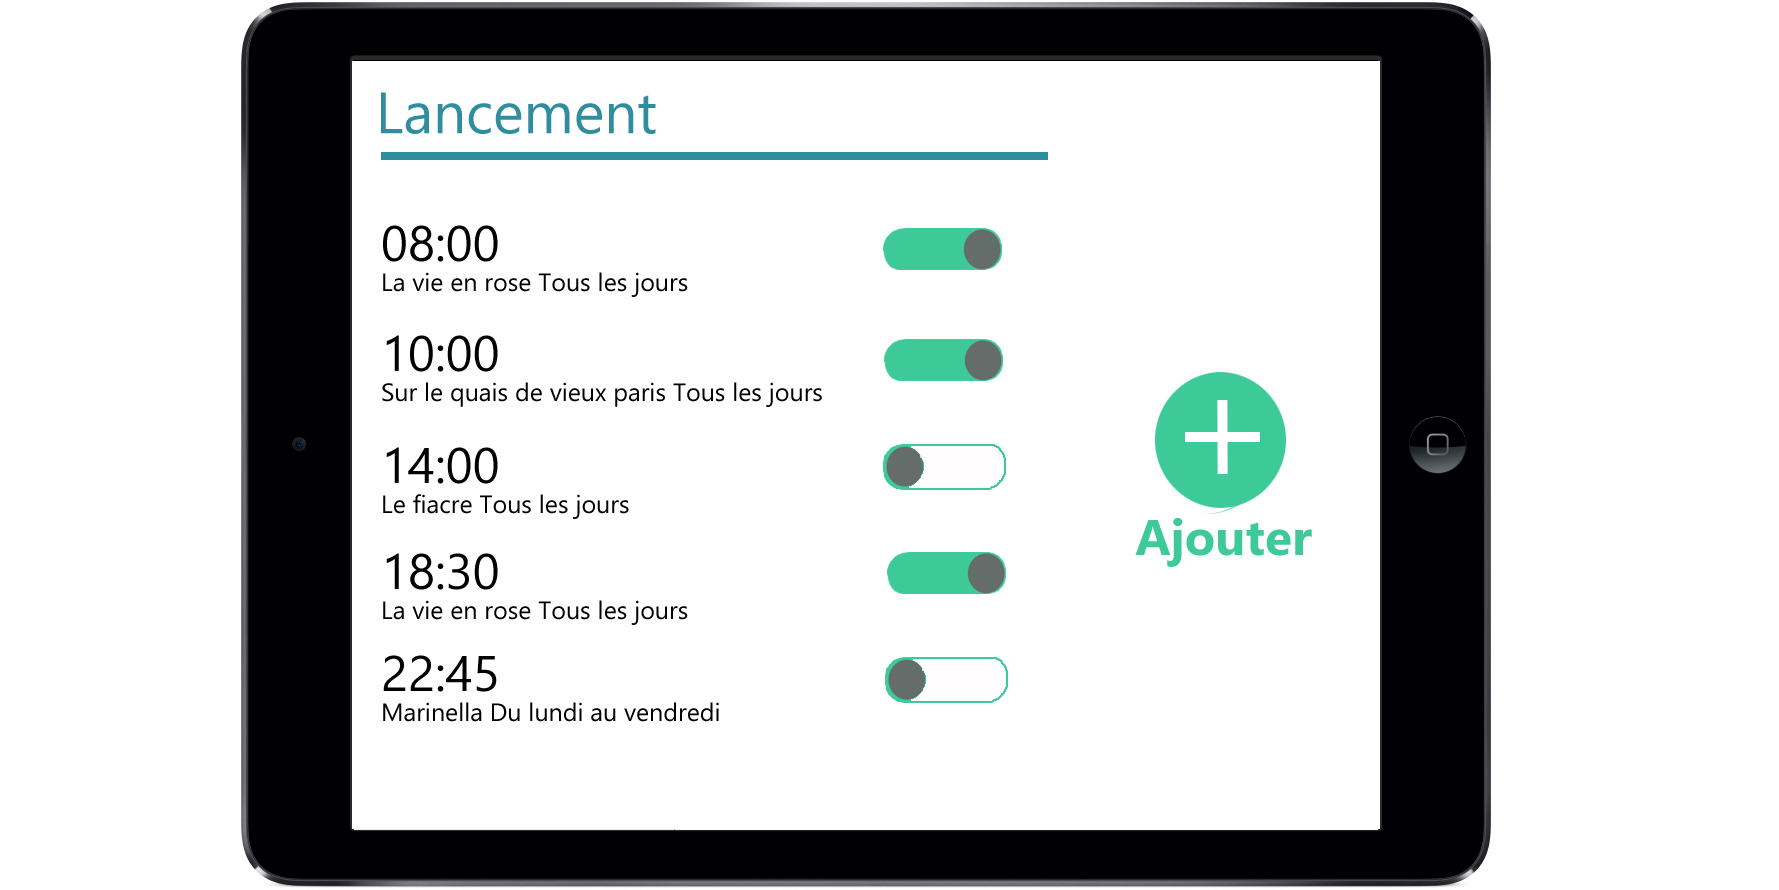 Lancement
08:00
La vie en rose Tous les jours
10:00
Sur le quais de vieux paris Tous les jours
14:00
Le fiacre Tous les jours
18:30
La vie en rose Tous les jours
22:45
Marinella Du lundi au vendredi
Ajouter